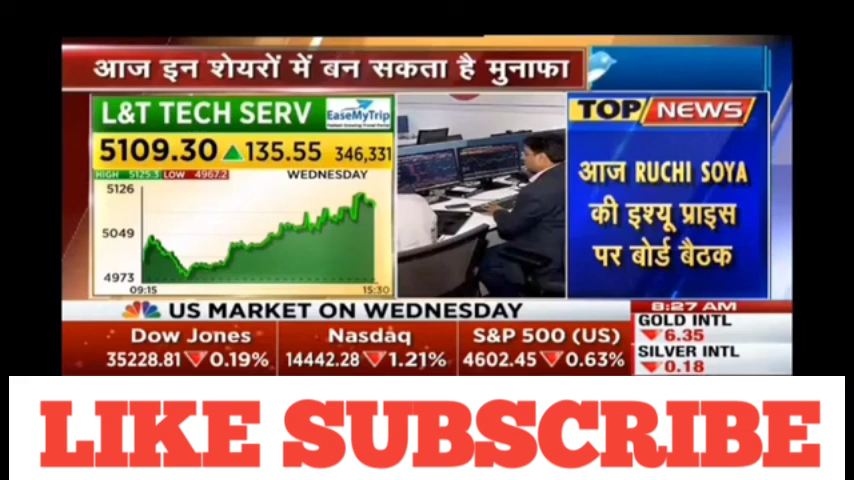 आज इन शेयरों में बन सकता है मुनाफा
L&T TECH SERV
EaseMyTrip
5109.30 ▲135.55 346,331
HIGH 5125.3 LOW 4967.2
WEDNESDAY
5126
5049
4973
09:15 15:30
TOP NEWS
आज RUCHI SOYA
की इश्यू प्राइस
पर बोर्ड बैठक
US MARKET ON WEDNESDAY
Dow Jones
35228.81 ▼0.19%
Nasdaq
14442.28 ▼1.21%
S&P 500 (US)
4602.45 ▼0.63%
8:27 AM
GOLD INTL
▼6.35
SILVER INTL
▼0.18
LIKE SUBSCRIBE